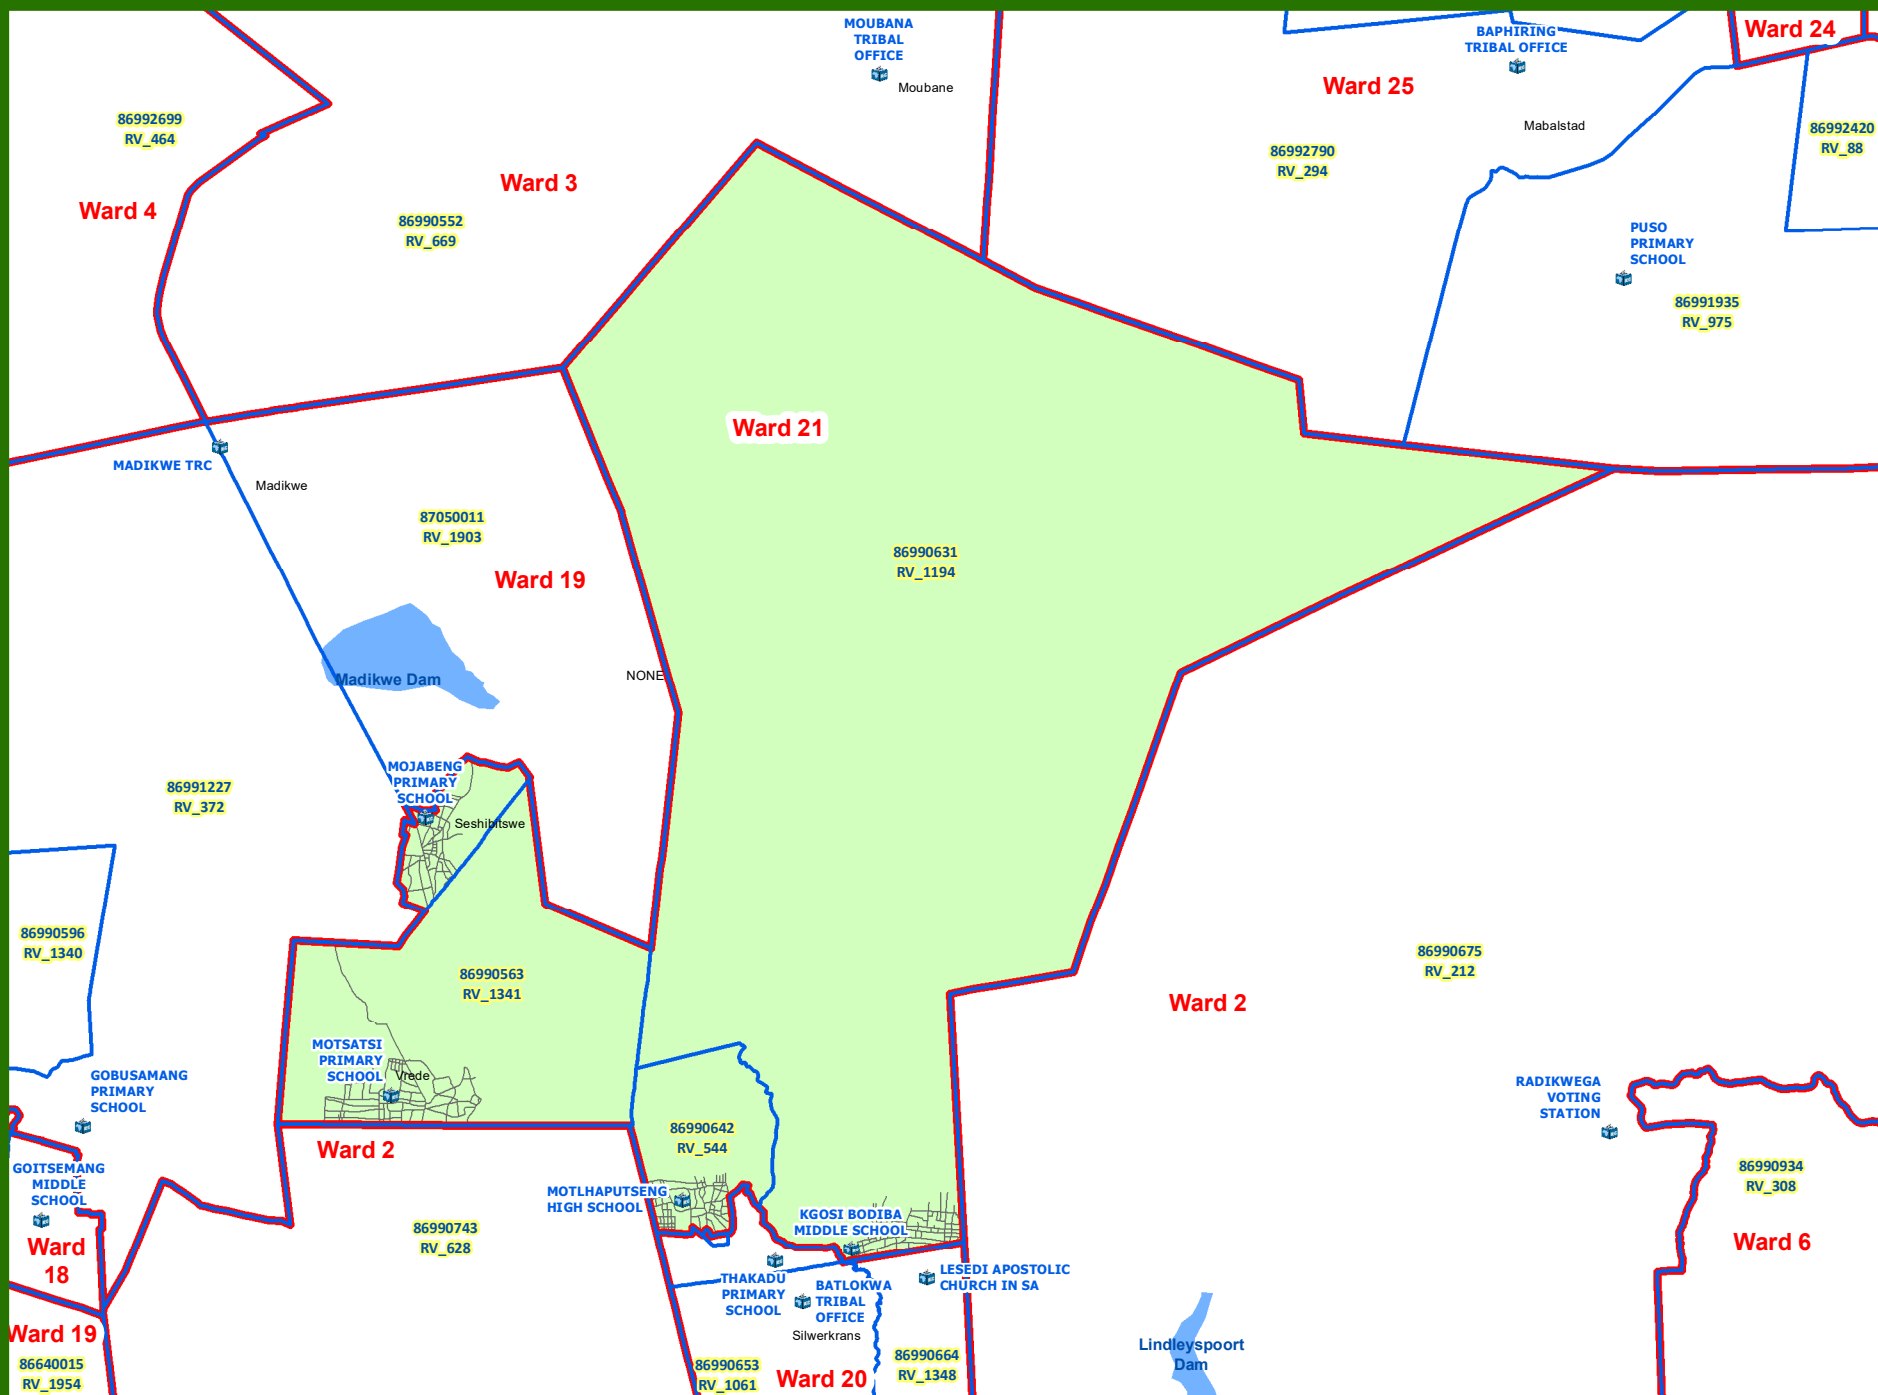 MOUBANA
TRIBAL
OFFICE
Moubane
BAPHIRING
TRIBAL OFFICE
Ward 24
Ward 25
Mabalstad
86992699
RV_464
86992420
RV_88
86992790
RV_294
Ward 3
Ward 4
86990552
RV_669
PUSO
PRIMARY
SCHOOL
86991935
RV_975
Ward 21
MADIKWE TRC
Madikwe
87050011
RV_1903
Ward 19
86990631
RV_1194
Madikwe Dam
NONE
MOJABENG
PRIMARY
SCHOOL
Seshibitswe
86991227
RV_372
86990596
RV_1340
86990563
RV_1341
86990675
RV_212
Ward 2
MOTSATSI
PRIMARY
SCHOOL
Vrede
GOBUSAMANG
PRIMARY
SCHOOL
RADIKWEGA
VOTING
STATION
86990642
RV_544
Ward 2
GOITSEMANG
MIDDLE
SCHOOL
86990934
RV_308
MOTLHAPUTSENG
HIGH SCHOOL
KGOSI BODIBA
MIDDLE SCHOOL
86990743
RV_628
Ward
18
Ward 6
THAKADU
PRIMARY
SCHOOL
BATLOKWA
TRIBAL
OFFICE
LESEDI APOSTOLIC
CHURCH IN SA
Silwerkrans
Ward 19
86640015
RV_1954
86990653
RV_1061
Ward 20
86990664
RV_1348
Lindleyspoort
Dam